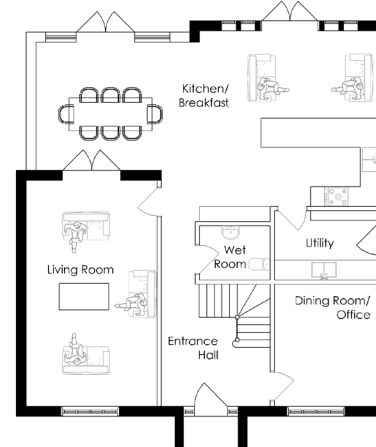 Kitchen/
Breakfast
Wet
Room
Utility
Living Room
Dining Room/
Office
Entrance
Hall